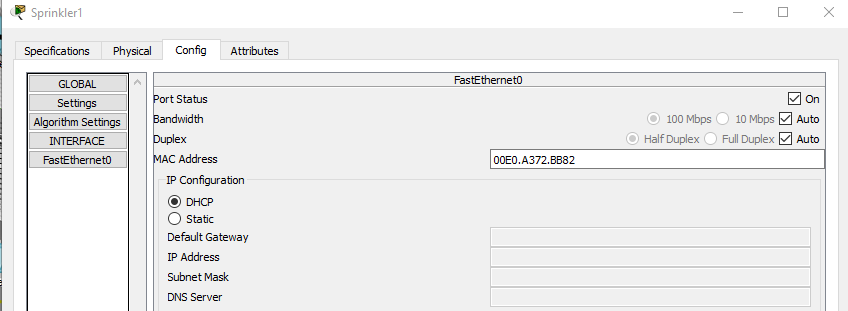 Sprinkler1
Specifications Physical Config Attributes
GLOBAL
Settings
Algorithm Settings
INTERFACE
FastEthernet0
FastEthernet0
Port Status On
Bandwidth 100 Mbps 10 Mbps Auto
Duplex Half Duplex Full Duplex Auto
MAC Address 00E0.A372.BB82
IP Configuration
DHCP
Static
Default Gateway
IP Address
Subnet Mask
DNS Server